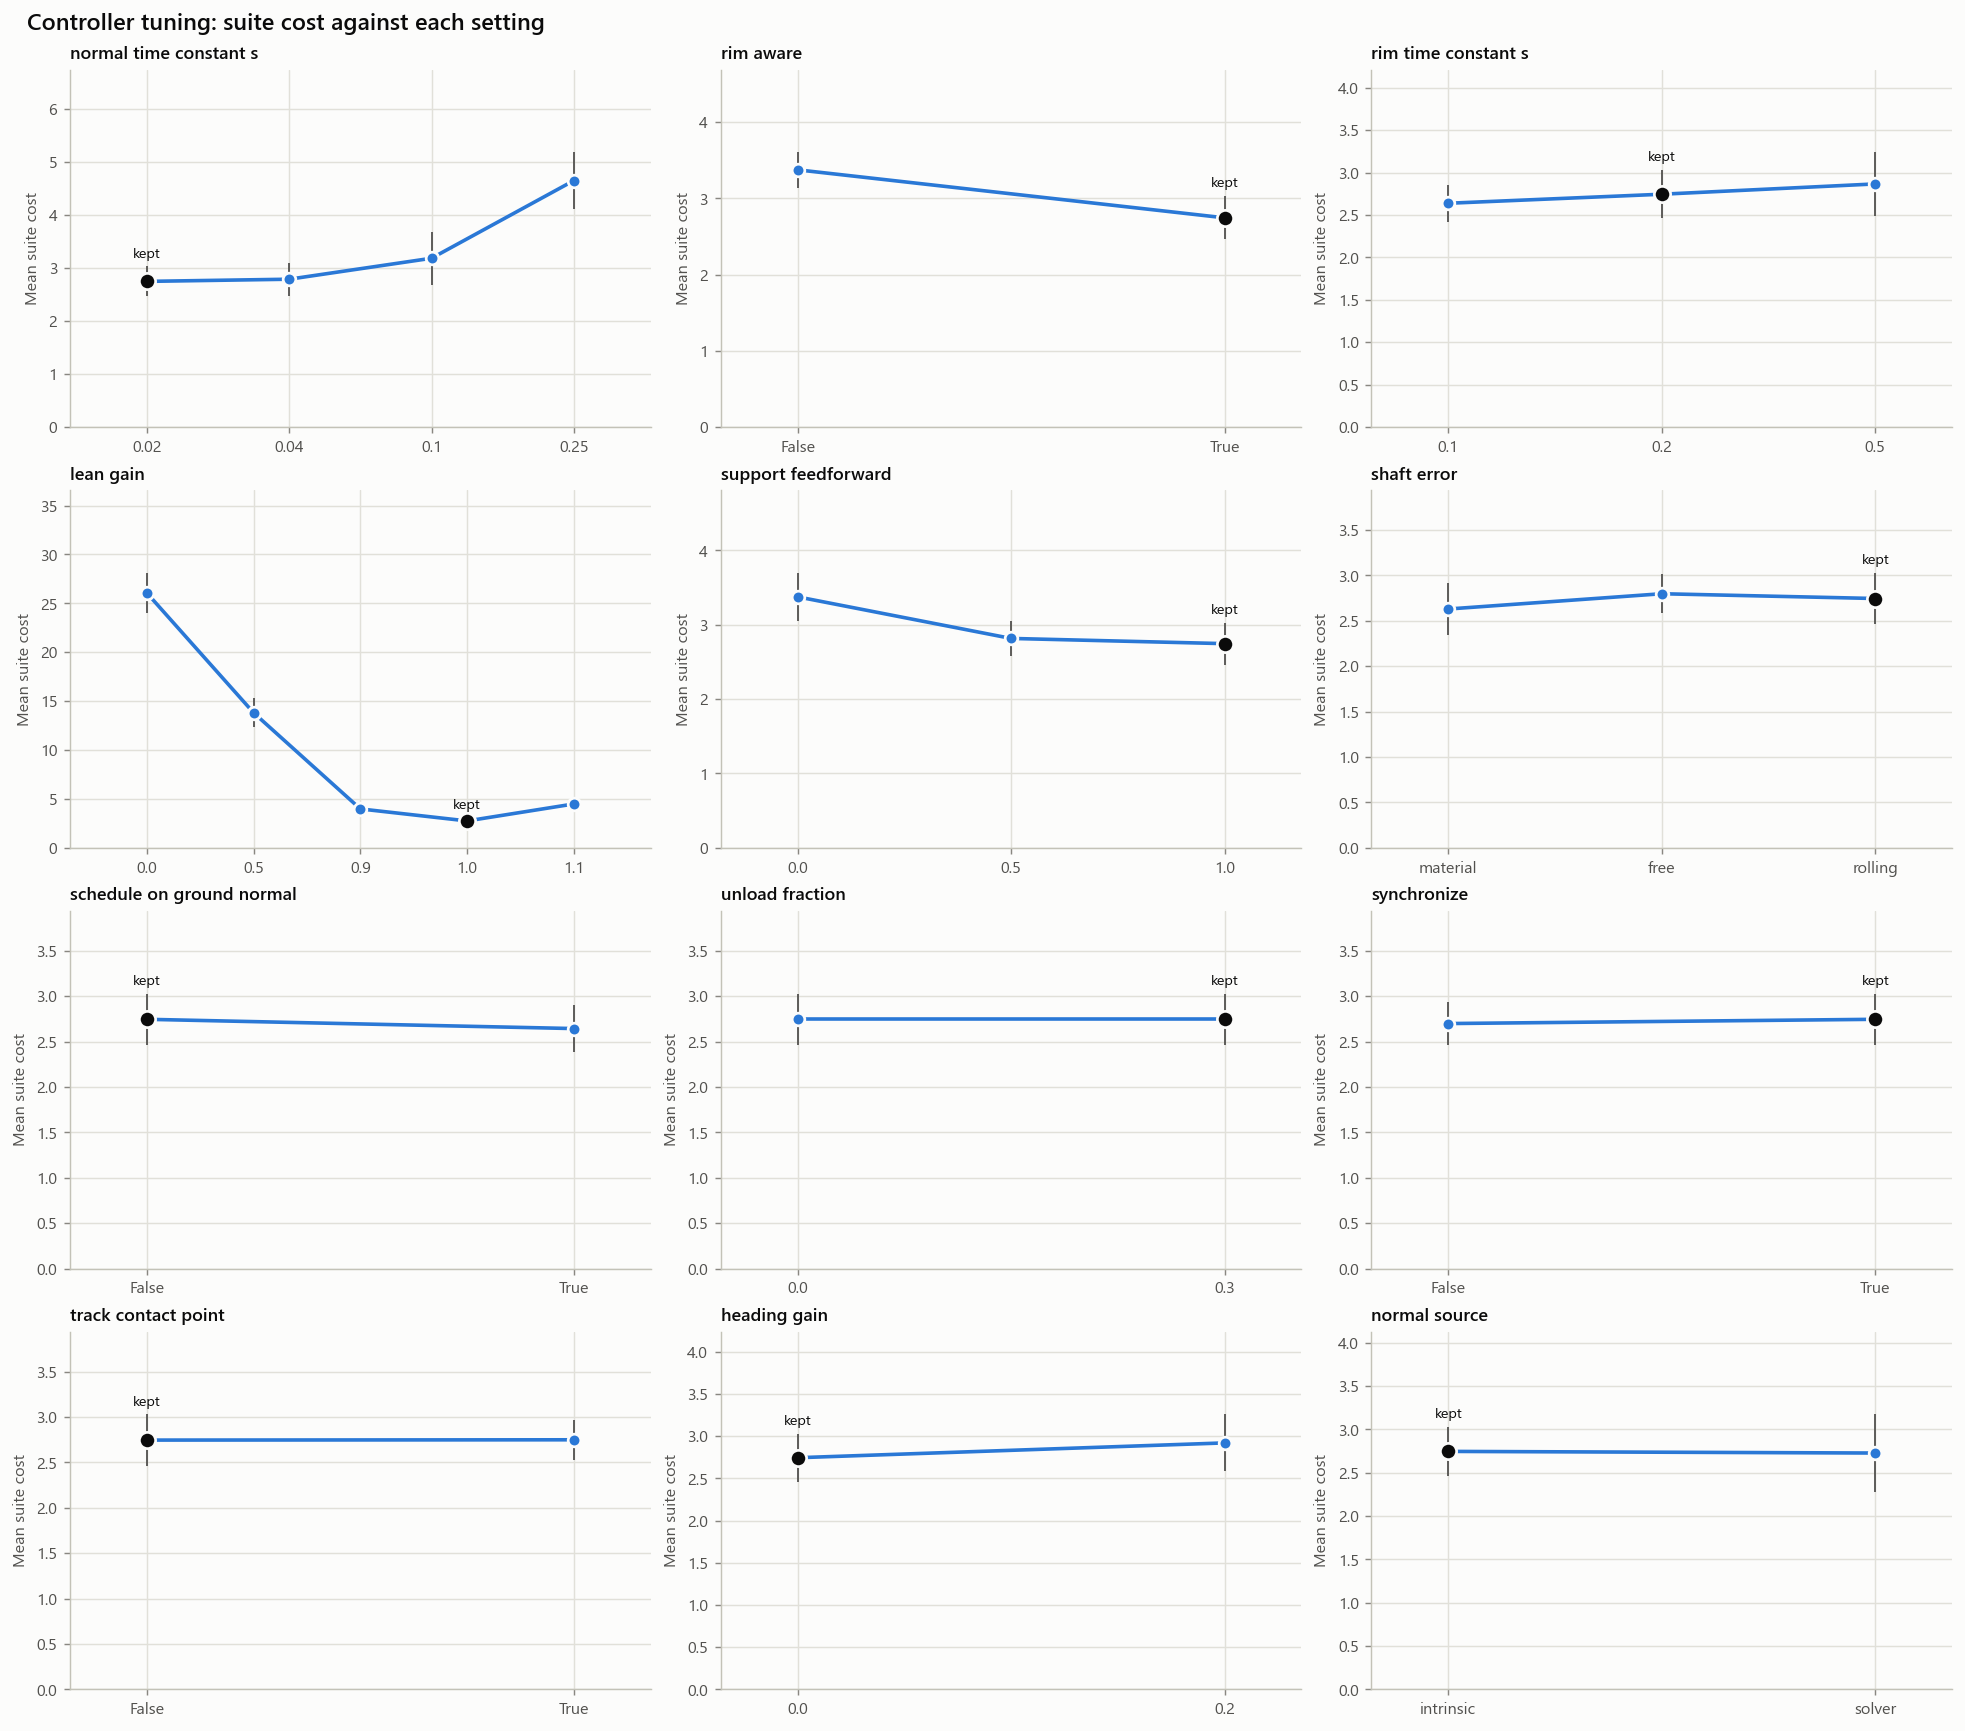 Controller tuning: suite cost against each setting
normal time constant s
Mean suite cost
6
5
4
3
2
1
0
kept
0.02
0.04
0.1
0.25
rim aware
Mean suite cost
4
3
2
1
0
kept
False
True
rim time constant s
Mean suite cost
4.0
3.5
3.0
2.5
2.0
1.5
1.0
0.5
0.0
kept
0.1
0.2
0.5
lean gain
Mean suite cost
35
30
25
20
15
10
5
0
kept
0.0
0.5
0.9
1.0
1.1
support feedforward
Mean suite cost
4
3
2
1
0
kept
0.0
0.5
1.0
shaft error
Mean suite cost
3.5
3.0
2.5
2.0
1.5
1.0
0.5
0.0
kept
material
free
rolling
schedule on ground normal
Mean suite cost
3.5
3.0
2.5
2.0
1.5
1.0
0.5
0.0
kept
False
True
unload fraction
Mean suite cost
3.5
3.0
2.5
2.0
1.5
1.0
0.5
0.0
kept
0.0
0.3
synchronize
Mean suite cost
3.5
3.0
2.5
2.0
1.5
1.0
0.5
0.0
kept
False
True
track contact point
Mean suite cost
3.5
3.0
2.5
2.0
1.5
1.0
0.5
0.0
kept
False
True
heading gain
Mean suite cost
4.0
3.5
3.0
2.5
2.0
1.5
1.0
0.5
0.0
kept
0.0
0.2
normal source
Mean suite cost
4.0
3.5
3.0
2.5
2.0
1.5
1.0
0.5
0.0
kept
intrinsic
solver